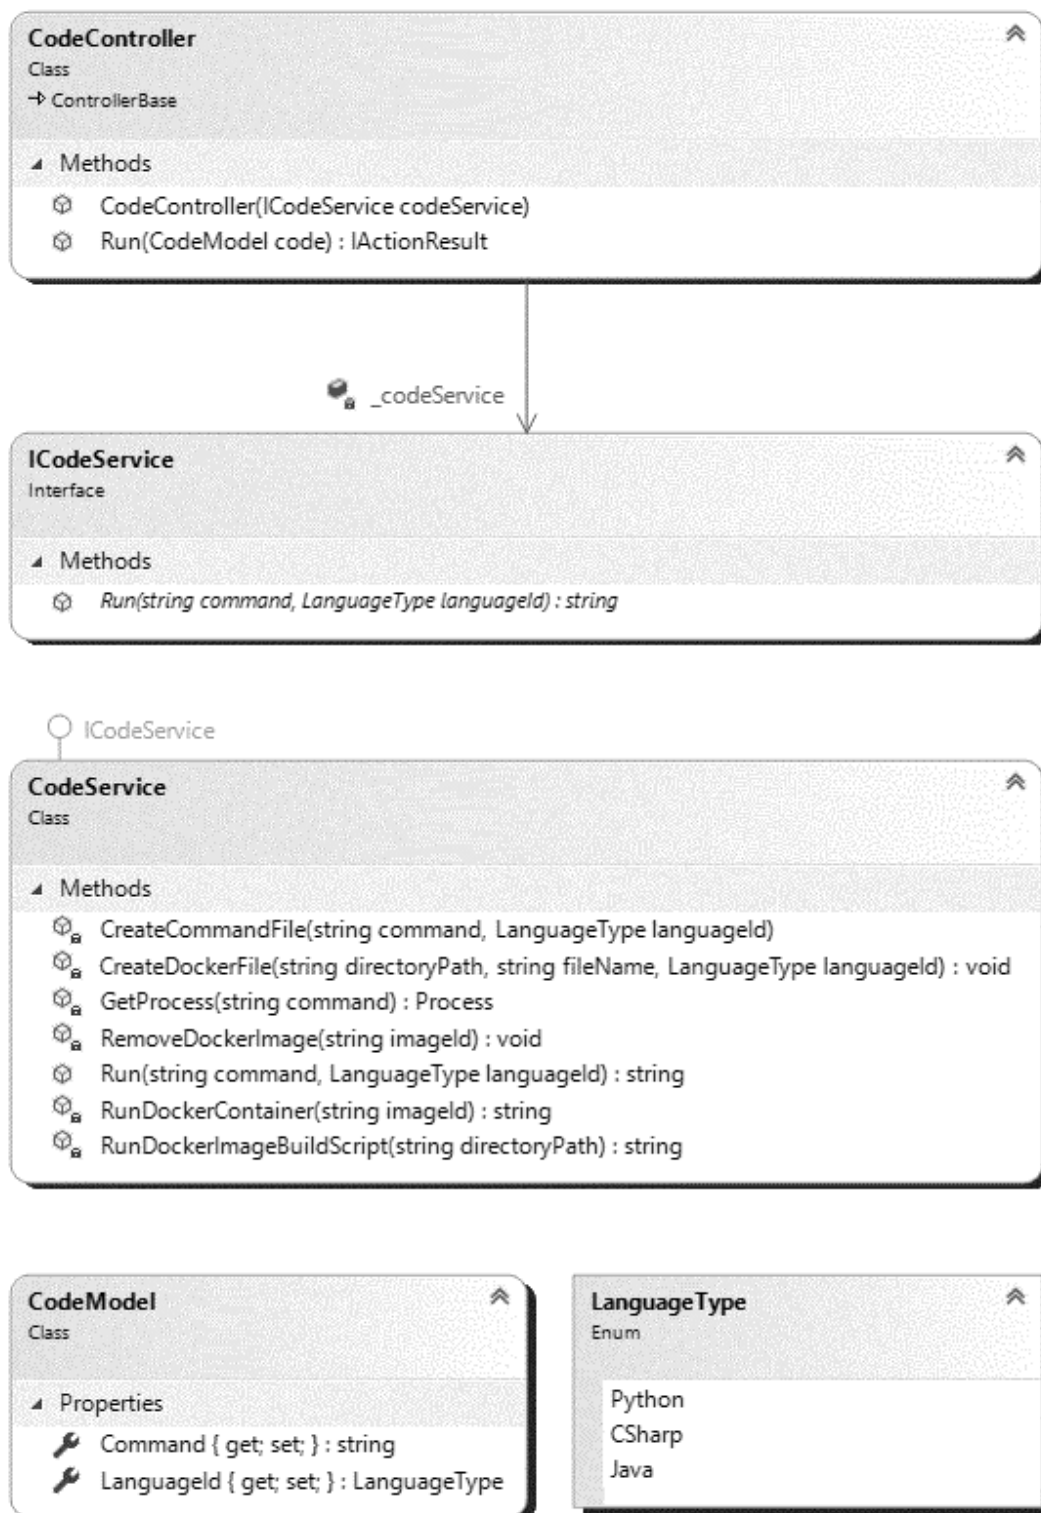 CodeController
Class
ControllerBase
Methods
CodeController(ICodeService codeService)
Run(CodeModel code) : IActionResult
_codeService
ICodeService
Interface
Methods
Run(string command, LanguageType languageId) : string
ICodeService
CodeService
Class
Methods
CreateCommandFile(string command, LanguageType languageId)
CreateDockerFile(string directoryPath, string fileName, LanguageType languageId) : void
GetProcess(string command) : Process
RemoveDockerImage(string imageId) : void
Run(string command, LanguageType languageId) : string
RunDockerContainer(string imageId) : string
RunDockerImageBuildScript(string directoryPath) : string
CodeModel
Class
Properties
Command { get; set; } : string
LanguageId { get; set; } : LanguageType
LanguageType
Enum
Python
CSharp
Java